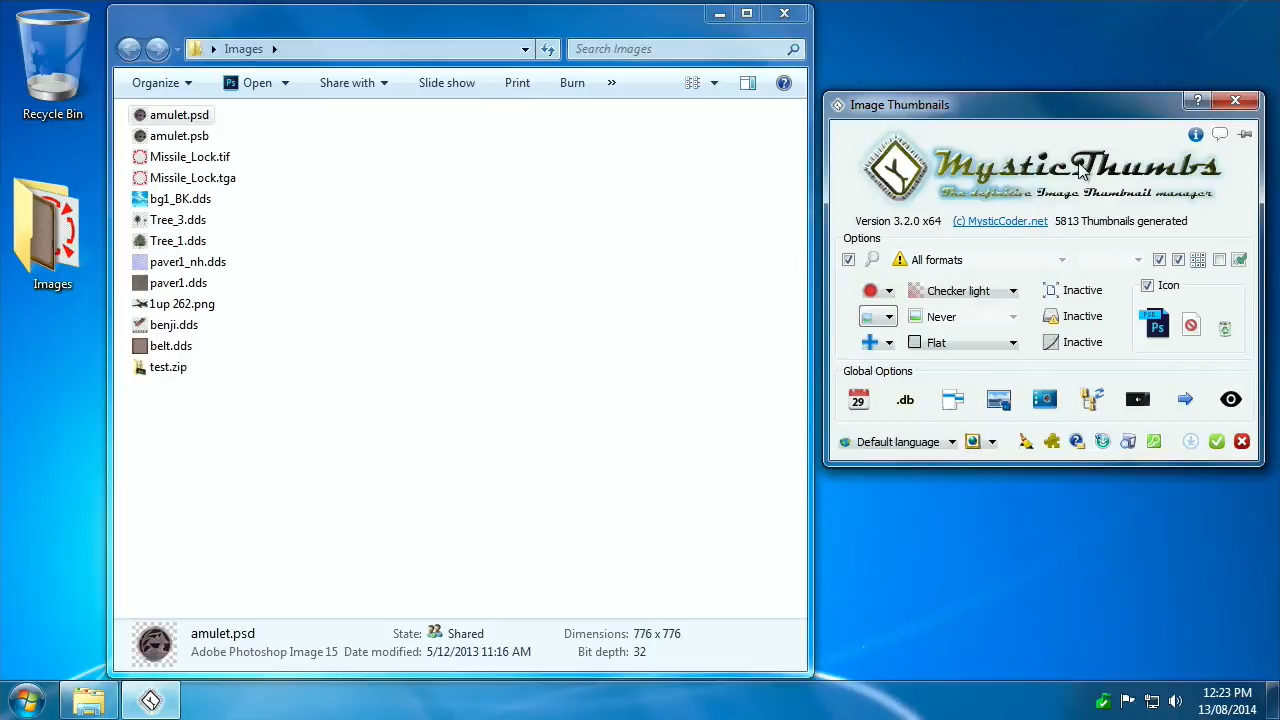 Recycle Bin
Images
Images
Search Images
Organize
Ps
Open
Share with
Slide show
Print
Burn
»
amulet.psd
amulet.psb
Missile_Lock.tif
Missile_Lock.tga
bg1_BK.dds
Tree_3.dds
Tree_1.dds
paver1_nh.dds
paver1.dds
1up 262.png
benji.dds
belt.dds
test.zip
amulet.psd
State: Shared
Dimensions: 776 x 776
Adobe Photoshop Image 15
Date modified: 5/12/2013 11:16 AM
Bit depth: 32
Image Thumbnails
MysticThumbs
The definitive Image Thumbnail manager
Version 3.2.0 x64
(c) MysticCoder.net
5813 Thumbnails generated
Options
All formats
Checker light
Inactive
Icon
Never
Inactive
PSD
Ps
Flat
Inactive
Global Options
29
.db
Default language
12:23 PM
13/08/2014